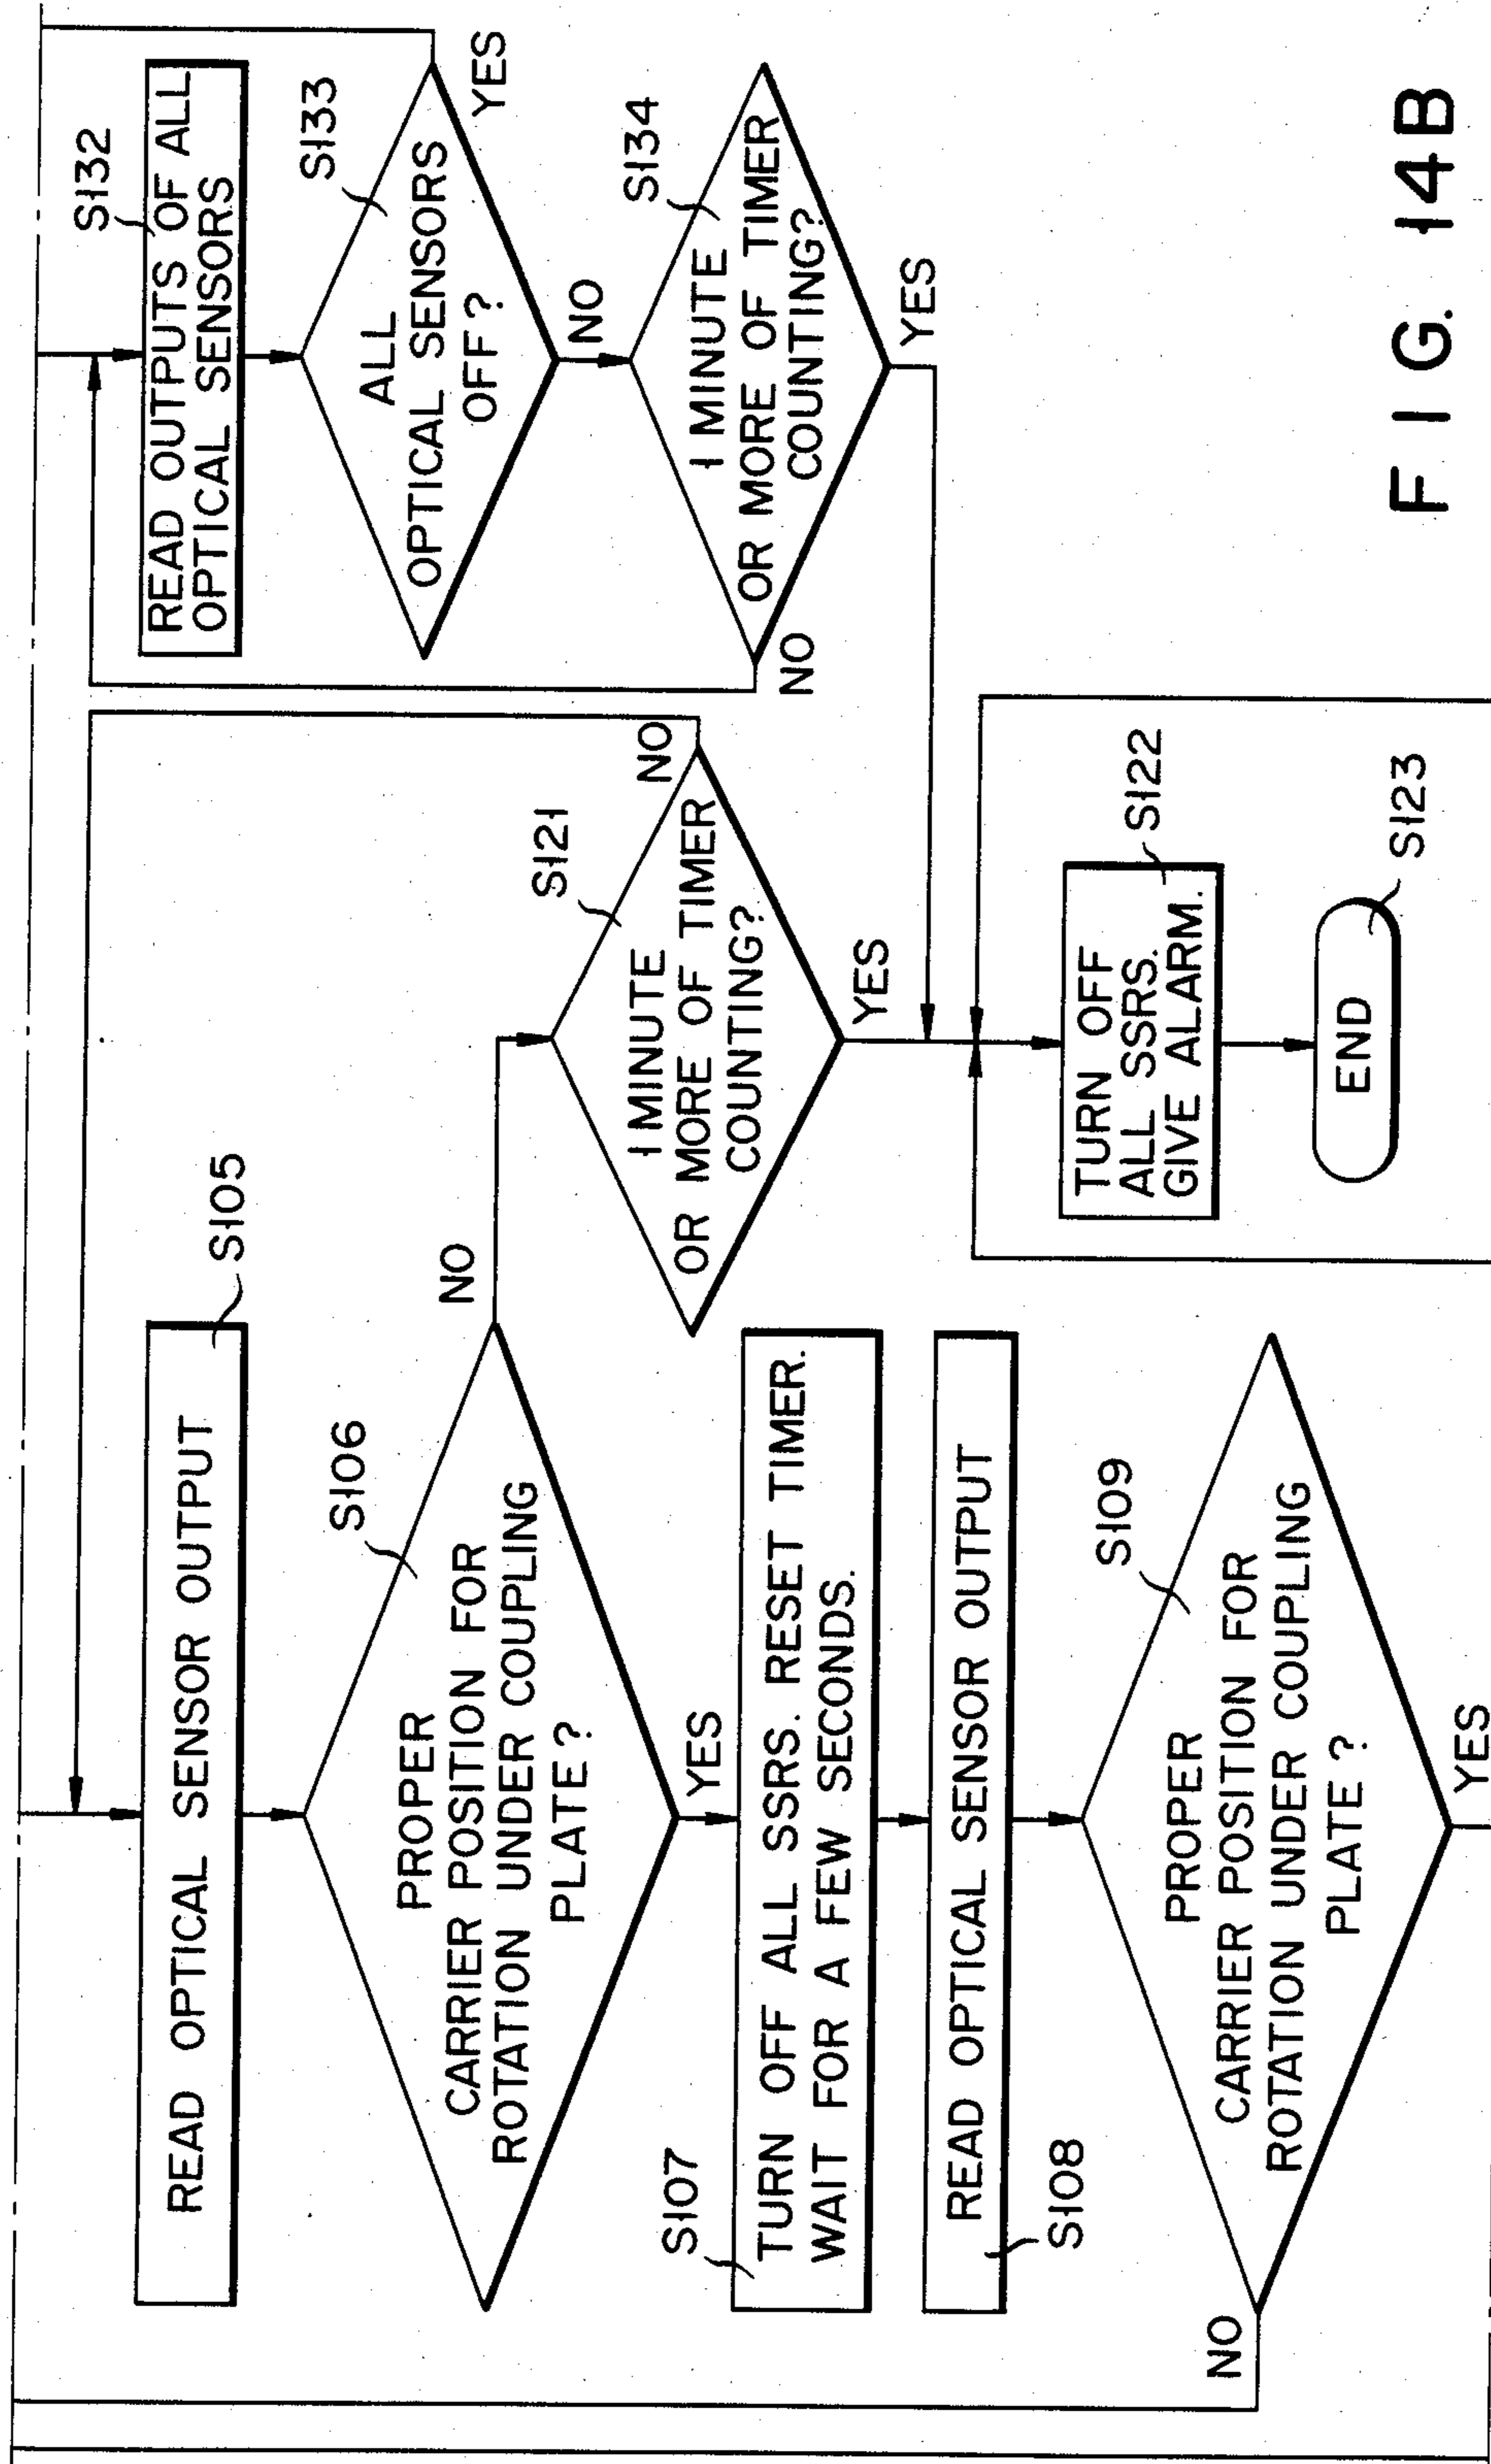 S105
READ OPTICAL SENSOR OUTPUT
S106
PROPER
CARRIER POSITION FOR
ROTATION UNDER COUPLING
PLATE?
NO
YES
S107
TURN OFF ALL SSRS. RESET TIMER.
WAIT FOR A FEW SECONDS.
READ OPTICAL SENSOR OUTPUT
S108
S109
PROPER
CARRIER POSITION FOR
ROTATION UNDER COUPLING
PLATE?
NO
YES
S121
1 MINUTE
OR MORE OF TIMER
COUNTING?
NO
YES
S122
TURN OFF
ALL SSRS.
GIVE ALARM.
S123
END
S132
READ OUTPUTS OF ALL
OPTICAL SENSORS
S133
ALL
OPTICAL SENSORS
OFF?
YES
NO
S134
1 MINUTE
OR MORE OF TIMER
COUNTING?
NO
YES
FIG. 14B